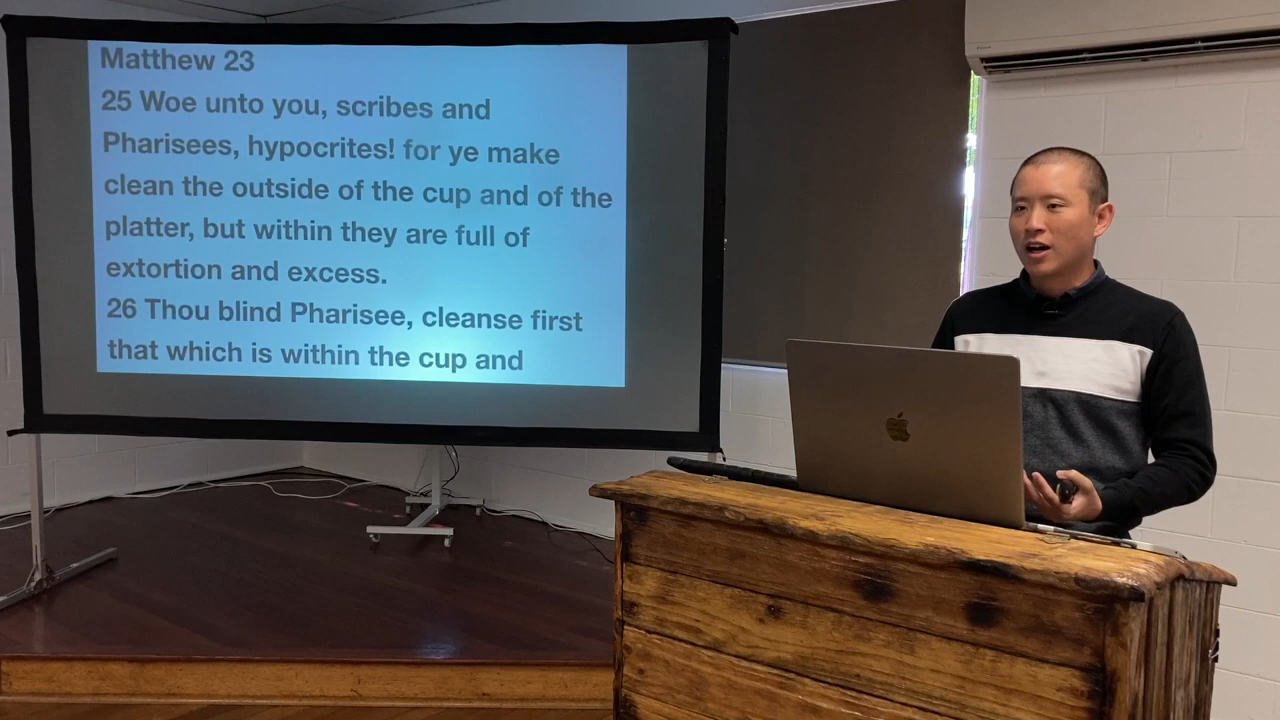 Matthew 23
25 Woe unto you, scribes and
Pharisees, hypocrites! for ye make
clean the outside of the cup and of the
platter, but within they are full of
extortion and excess.
26 Thou blind Pharisee, cleanse first
that which is within the cup and